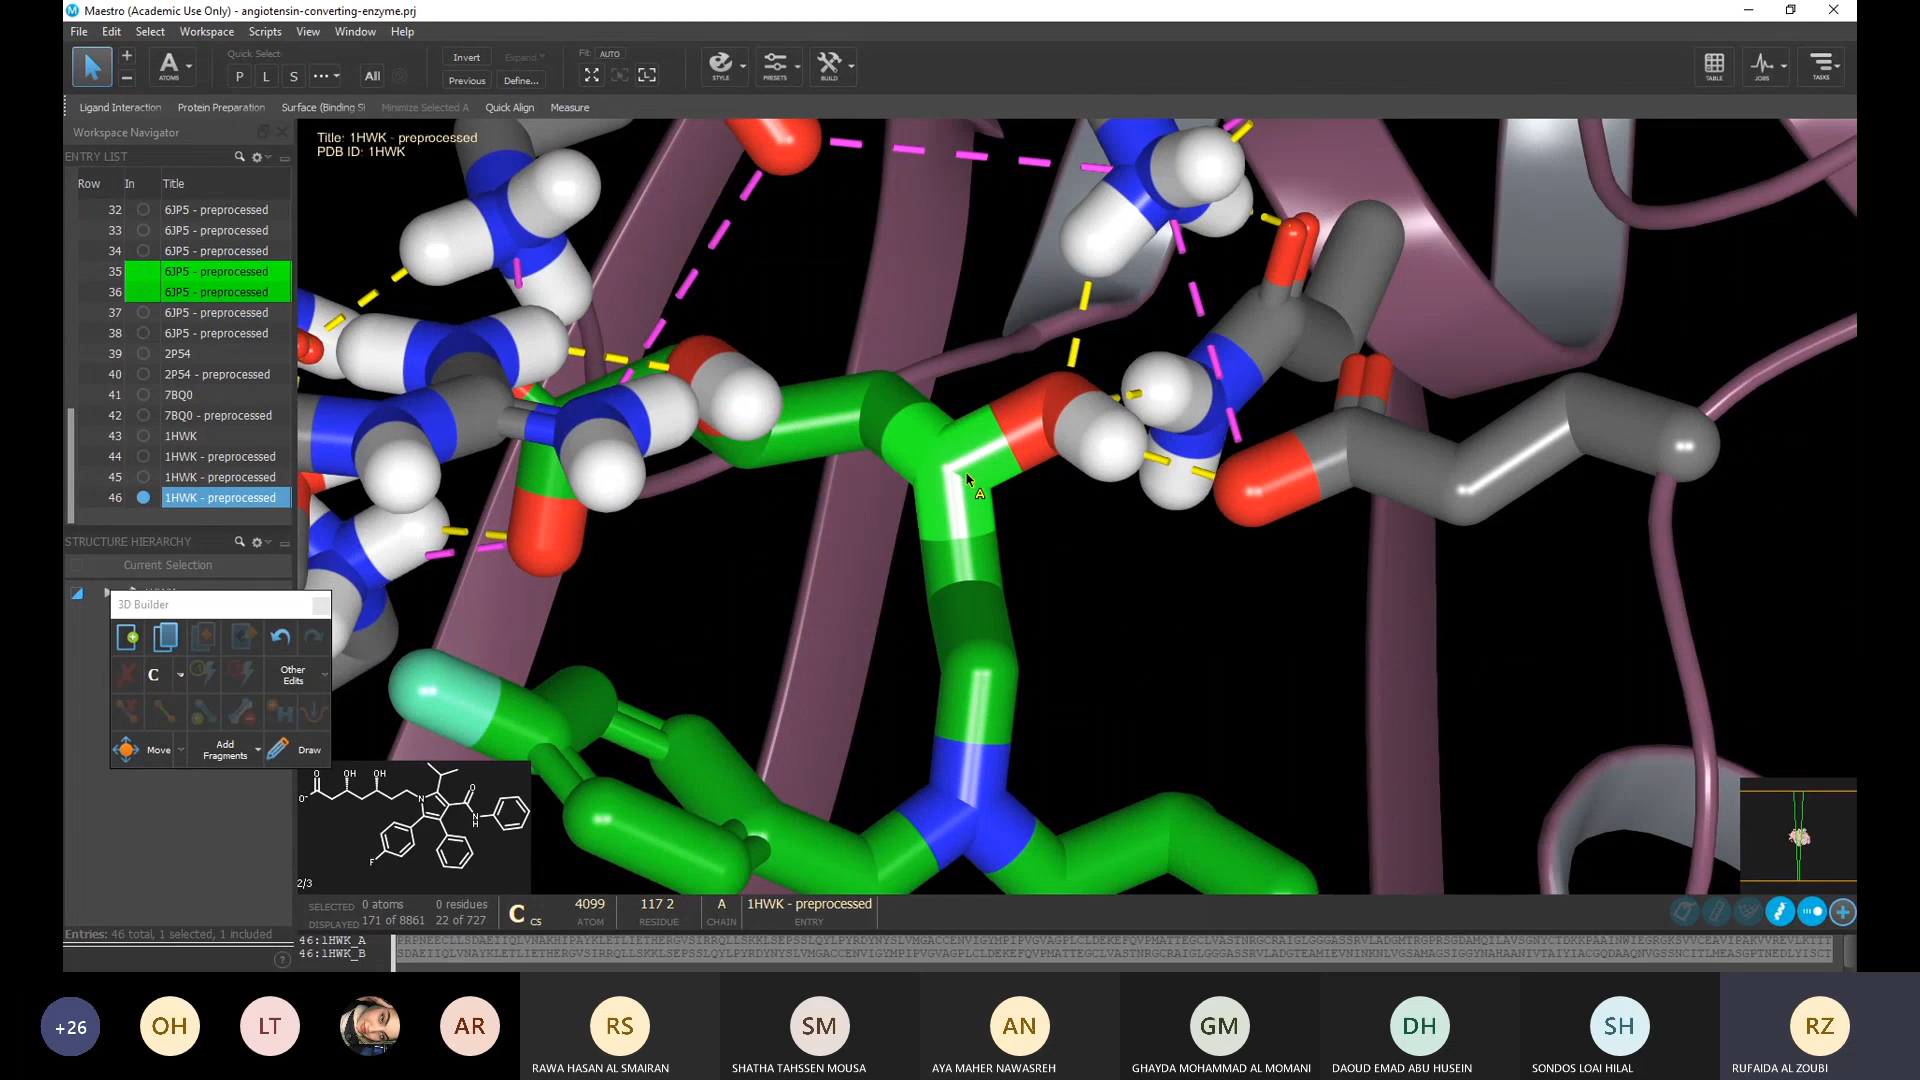 Maestro (Academic Use Only) - angiotensin-converting-enzyme.prj
File Edit Select Workspace Scripts View Window Help
ATOMS
Quick Select:
P L S All
Invert Expand
Previous Define...
Fit: AUTO
STYLE PRESETS BUILD
TABLE JOBS TASKS
Ligand Interaction Protein Preparation Surface (Binding Si Minimize Selected A Quick Align Measure
Workspace Navigator
ENTRY LIST
Row In Title
32 6JP5 - preprocessed
33 6JP5 - preprocessed
34 6JP5 - preprocessed
35 6JP5 - preprocessed
36 6JP5 - preprocessed
37 6JP5 - preprocessed
38 6JP5 - preprocessed
39 2P54
40 2P54 - preprocessed
41 7BQ0
42 7BQ0 - preprocessed
43 1HWK
44 1HWK - preprocessed
45 1HWK - preprocessed
46 1HWK - preprocessed
STRUCTURE HIERARCHY
Current Selection
3D Builder
C
Other Edits
Move
Add Fragments
Draw
Entries: 46 total, 1 selected, 1 included
Title: 1HWK - preprocessed
PDB ID: 1HWK
A
O OH OH
O-
N
O
N
H
F
2/3
SELECTED 0 atoms 0 residues
DISPLAYED 171 of 8861 22 of 727
C C5
4099 ATOM
117 2 RESIDUE
A CHAIN
1HWK - preprocessed
ENTRY
46:1HWK_A
46:1HWK_B
+26
OH
LT
AR
RS
RAWA HASAN AL SMAIRAN
SM
SHATHA TAHSSEN MOUSA
AN
AYA MAHER NAWASREH
GM
GHAYDA MOHAMMAD AL MOMANI
DH
DAOUD EMAD ABU HUSEIN
SH
SONDOS LOAI HILAL
RZ
RUFAIDA AL ZOUBI